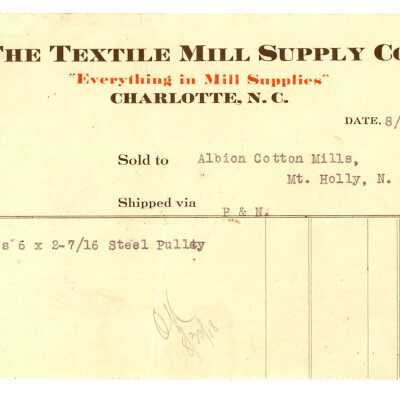 THE TEXTILE MILL SUPPLY CO
"Everything in Mill Supplies"
CHARLOTTE, N. C.
DATE, 8/
Sold to Albion Cotton Mills,
Mt. Holly, N.
Shipped via P & N.
s 6 x 2-7/16 Steel Pulley
OK